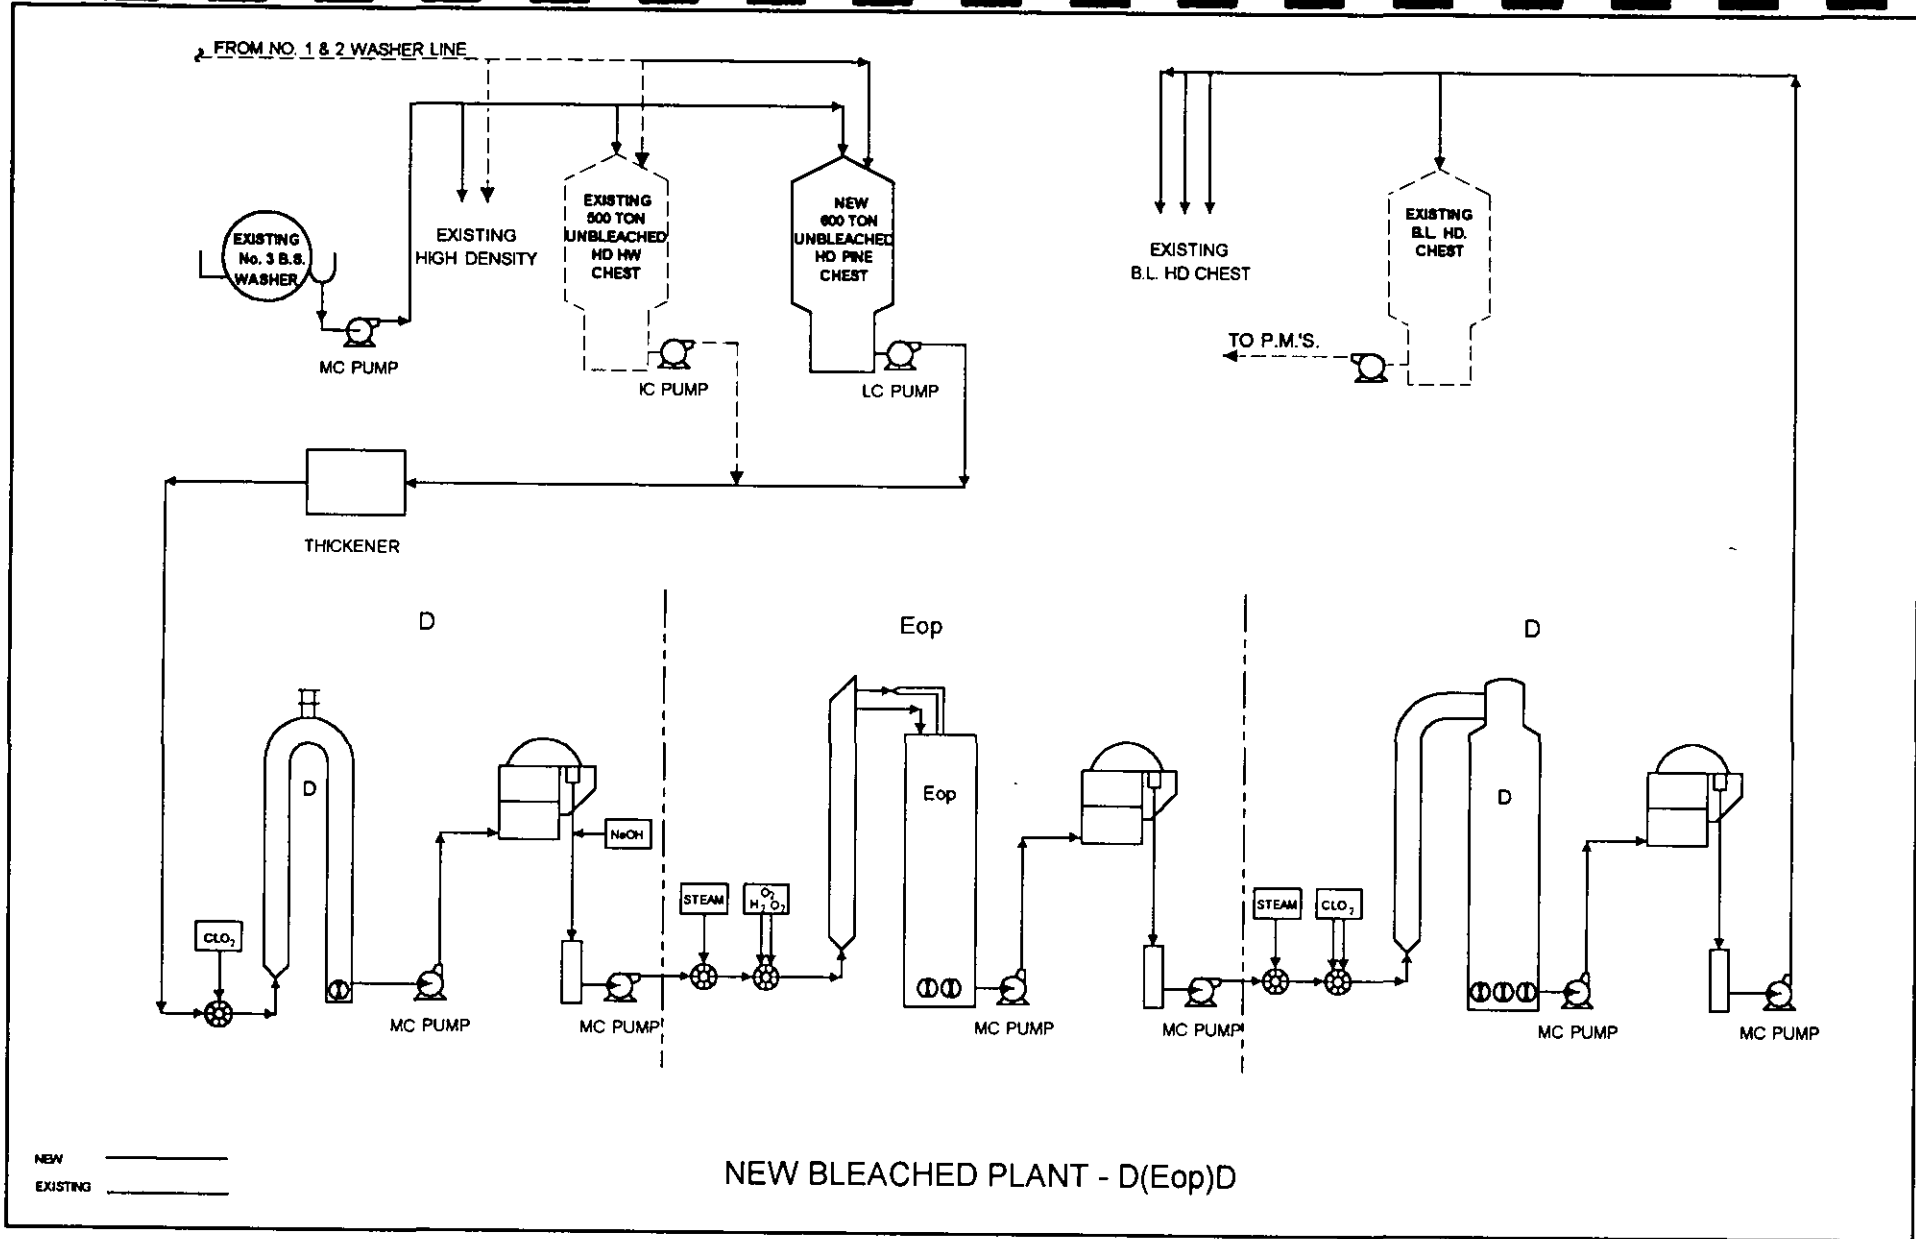 FROM NO. 1 & 2 WASHER LINE
EXISTING
No. 3 B.S.
WASHER
MC PUMP
EXISTING
HIGH DENSITY
EXISTING
500 TON
UNBLEACHED
HD HW
CHEST
IC PUMP
NEW
600 TON
UNBLEACHED
HD PINE
CHEST
LC PUMP
EXISTING
B.L. HD CHEST
EXISTING
B.L. HD.
CHEST
TO P.M.'S.
THICKENER
D
Eop
D
D
CLO2
MC PUMP
NaOH
MC PUMP
STEAM
O2
H2O2
Eop
MC PUMP
MC PUMP
STEAM
CLO2
D
MC PUMP
MC PUMP
NEW
EXISTING
NEW BLEACHED PLANT - D(Eop)D